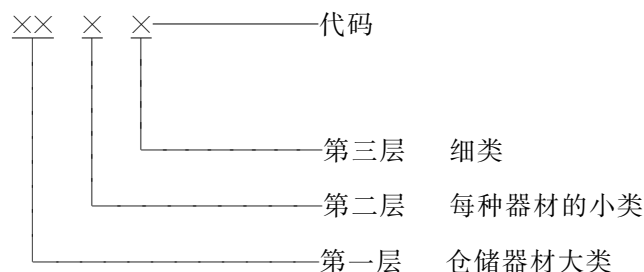 ×× × × 代码
第三层 细类
第二层 每种器材的小类
第一层 仓储器材大类